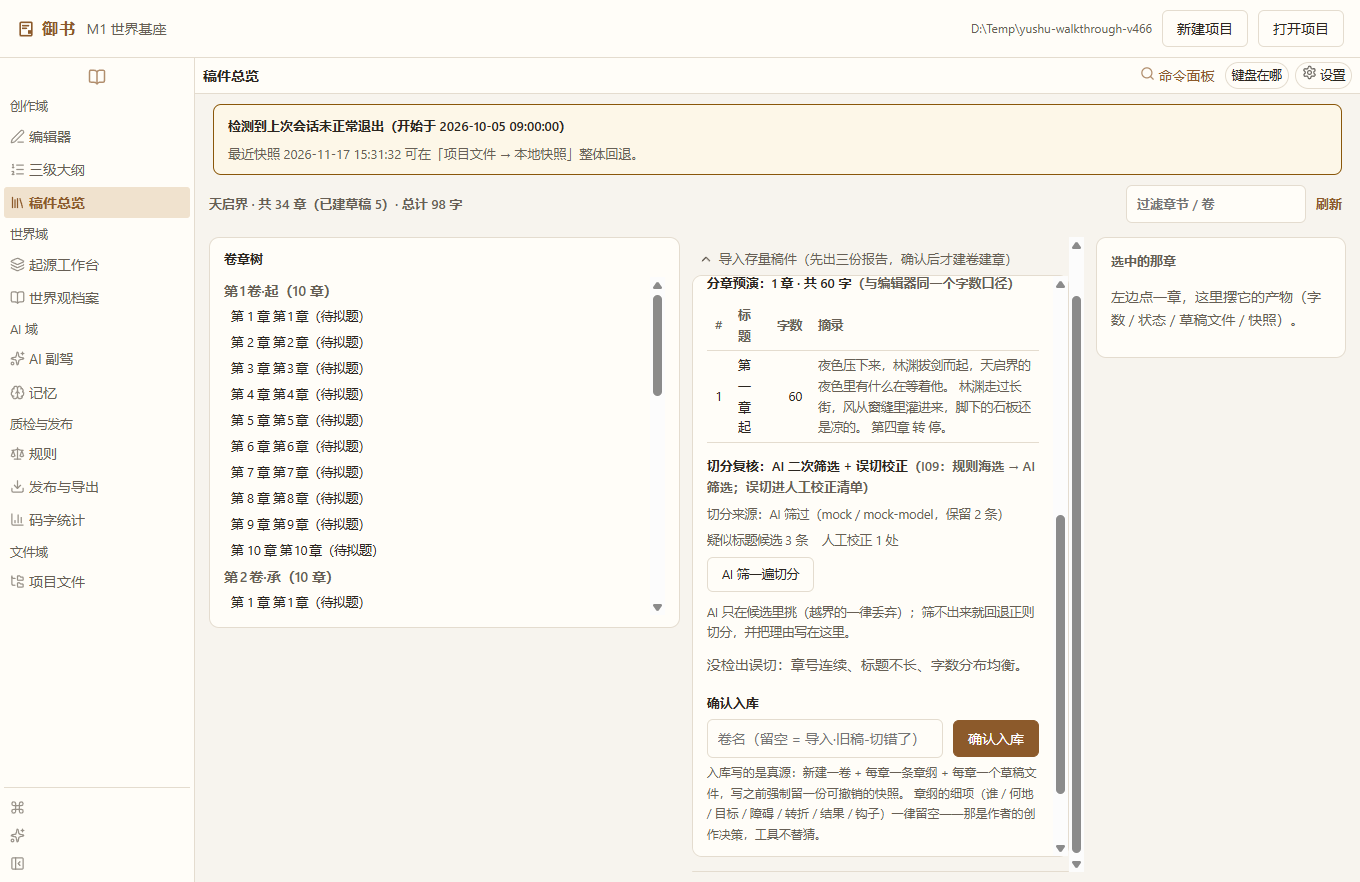 御书 M1 世界基座
D:\Temp\yushu-walkthrough-v466 新建项目 打开项目
稿件总览
命令面板 键盘在哪 设置
创作域
编辑器
三级大纲
稿件总览
世界域
起源工作台
世界观档案
AI 域
AI 副驾
记忆
质检与发布
规则
发布与导出
码字统计
文件域
项目文件
检测到上次会话未正常退出（开始于 2026-10-05 09:00:00）
最近快照 2026-11-17 15:31:32 可在「项目文件 → 本地快照」整体回退。
天启界 · 共 34 章（已建草稿 5）· 总计 98 字
过滤章节 / 卷 刷新
卷章树
第1卷·起（10 章）
第 1 章 第1章（待拟题）
第 2 章 第2章（待拟题）
第 3 章 第3章（待拟题）
第 4 章 第4章（待拟题）
第 5 章 第5章（待拟题）
第 6 章 第6章（待拟题）
第 7 章 第7章（待拟题）
第 8 章 第8章（待拟题）
第 9 章 第9章（待拟题）
第 10 章 第10章（待拟题）
第2卷·承（10 章）
第 1 章 第1章（待拟题）
导入存量稿件（先出三份报告，确认后才建卷建章）
分章预演：1 章 · 共 60 字（与编辑器同一个字数口径）
# 标题 字数 摘录
1 第一章 起 60
夜色压下来，林渊拔剑而起，天启界的
夜色里有什么在等着他。 林渊走过长
街，风从窗缝里灌进来，脚下的石板还
是凉的。 第四章 转 停。
切分复核：AI 二次筛选 + 误切校正（I09：规则海选 → AI
筛选；误切进人工校正清单）
切分来源：AI 筛过（mock / mock-model，保留 2 条）
疑似标题候选 3 条 人工校正 1 处
AI 筛一遍切分
AI 只在候选里挑（越界的一律丢弃）；筛不出来就回退正则
切分，并把理由写在这里。
没检出误切：章号连续、标题不长、字数分布均衡。
确认入库
卷名（留空 = 导入·旧稿-切错了） 确认入库
入库写的是真源：新建一卷 + 每章一条章纲 + 每章一个草稿文
件，写之前强制留一份可撤销的快照。 章纲的细项（谁 / 何地
/ 目标 / 障碍 / 转折 / 结果 / 钩子）一律留空——那是作者的创
作决策，工具不替猜。
选中的那章
左边点一章，这里摆它的产物（字
数 / 状态 / 草稿文件 / 快照）。